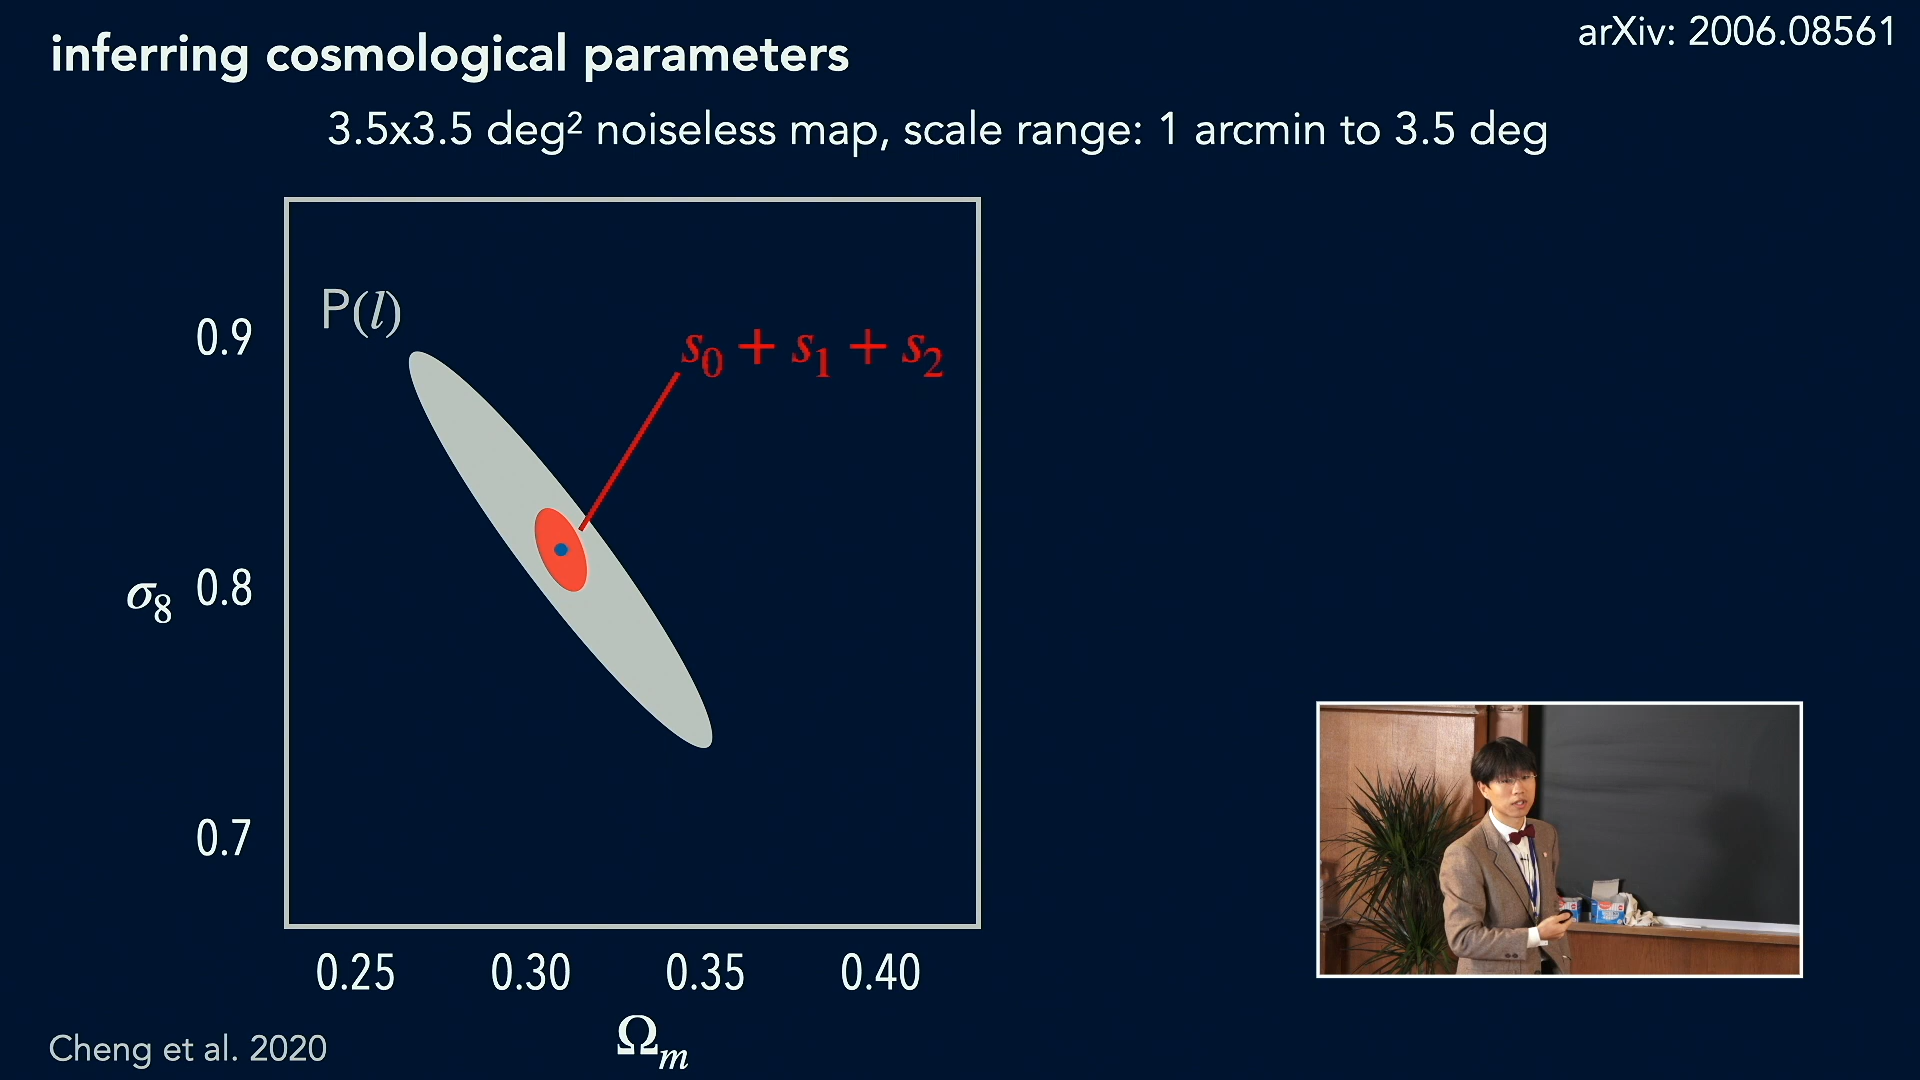 inferring cosmological parameters
arXiv: 2006.08561
3.5x3.5 deg² noiseless map, scale range: 1 arcmin to 3.5 deg
P(l)
s₀ + s₁ + s₂
0.9
σ₈ 0.8
0.7
0.25 0.30 0.35 0.40
Ωₘ
Cheng et al. 2020